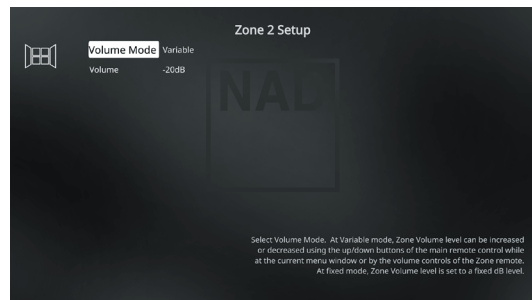 Zone 2 Setup
Volume Mode Variable
Volume -20dB
NAD
Select Volume Mode. At Variable mode, Zone Volume level can be increased
or decreased using the up/down buttons of the main remote control while
at the current menu window or by the volume controls of the Zone remote.
At fixed mode, Zone Volume level is set to a fixed dB level.